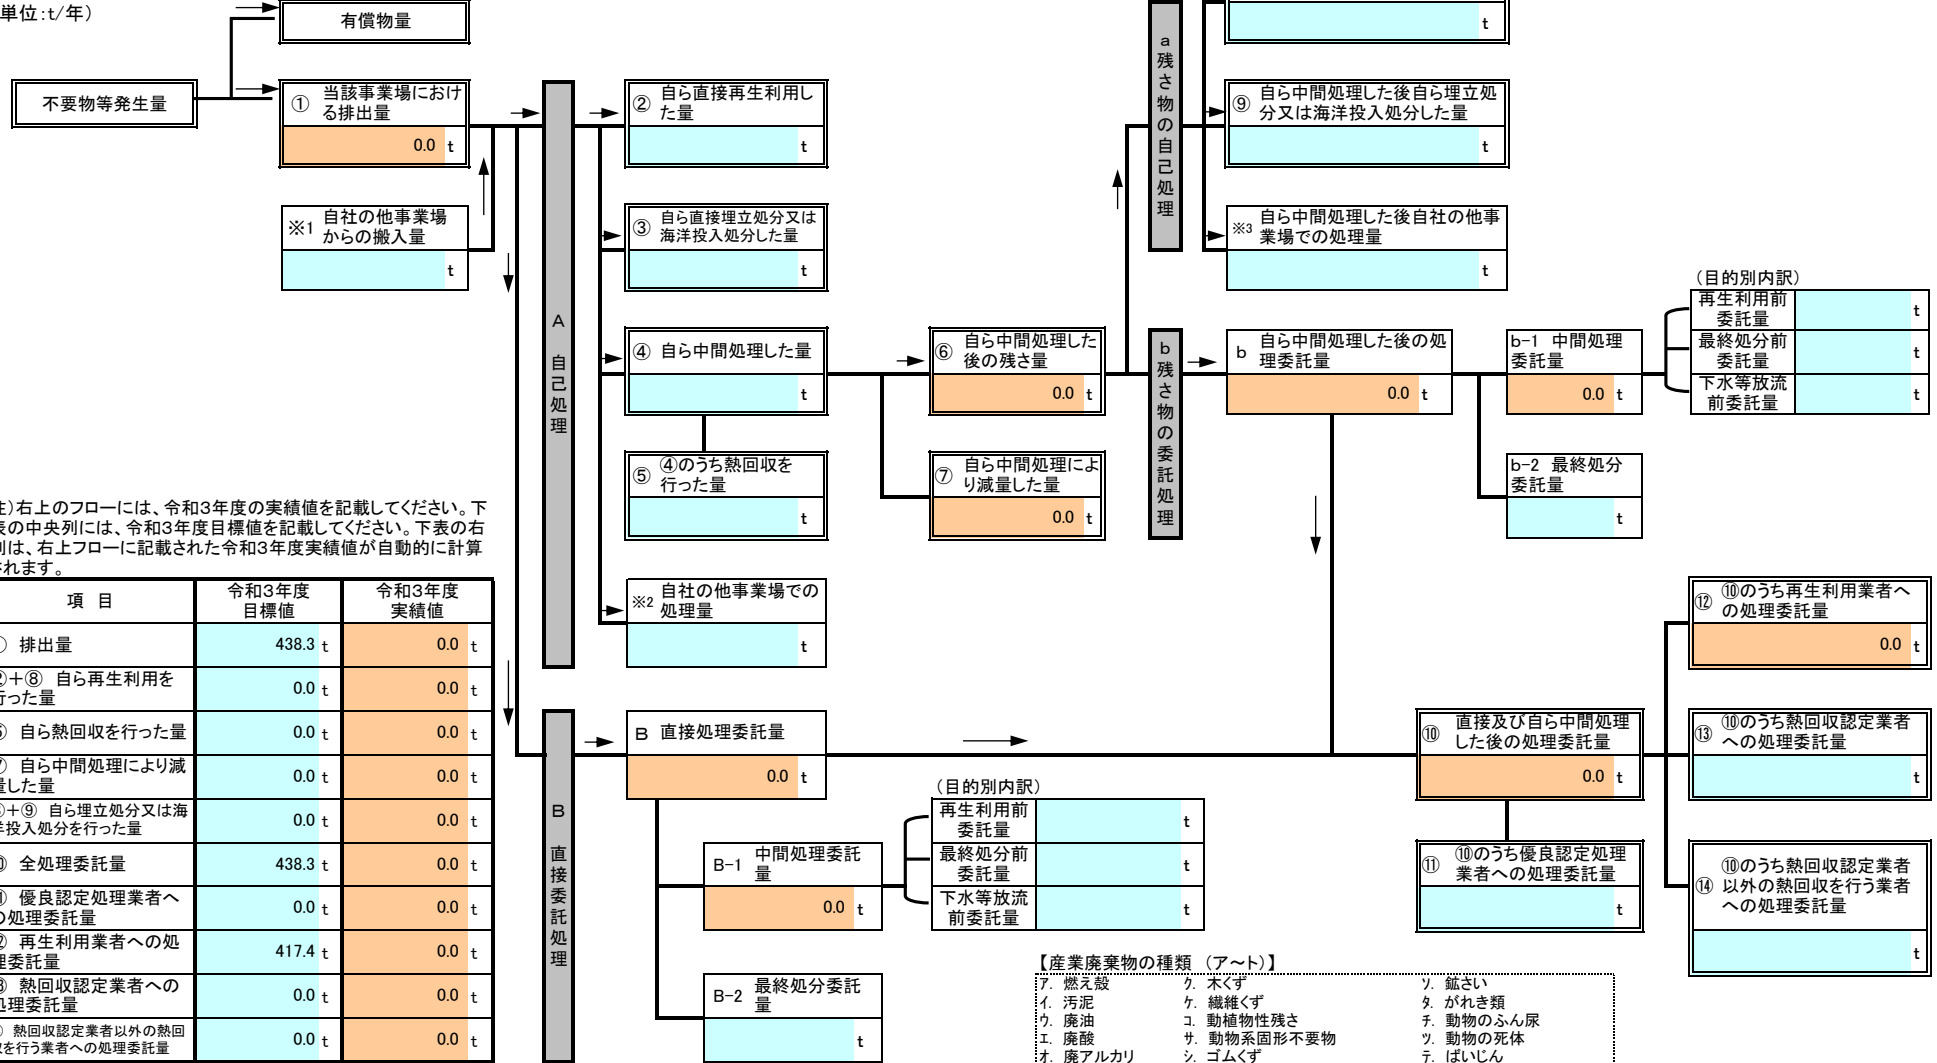 単位:t/年）
有償物量
不要物等発生量
① 当該事業場におけ
る排出量
0.0 t
※1 自社の他事業場
からの搬入量
t
A 自己処理
② 自ら直接再生利用し
た量
t
③ 自ら直接埋立処分又は
海洋投入処分した量
t
④ 自ら中間処理した量
t
⑤ ④のうち熱回収を
行った量
t
※2 自社の他事業場での
処理量
t
⑥ 自ら中間処理した
後の残さ量
0.0 t
⑦ 自ら中間処理によ
り減量した量
0.0 t
a 残さ物の自己処理
t
⑨ 自ら中間処理した後自ら埋立処
分又は海洋投入処分した量
t
※3 自ら中間処理した後自社の他事
業場での処理量
t
b 残さ物の委託処理
b 自ら中間処理した後の処
理委託量
0.0 t
b-1 中間処理
委託量
0.0 t
b-2 最終処分
委託量
t
（目的別内訳）
再生利用前
委託量
t
最終処分前
委託量
t
下水等放流
前委託量
t
)右上のフローには、令和3年度の実績値を記載してください。下
の中央列には、令和3年度目標値を記載してください。下表の右
は、右上フローに記載された令和3年度実績値が自動的に計算
れます。
項 目
令和3年度
目標値
令和3年度
実績値
排出量
438.3 t
0.0 t
+⑧ 自ら再生利用を
った量
0.0 t
0.0 t
自ら熱回収を行った量
0.0 t
0.0 t
自ら中間処理により減
した量
0.0 t
0.0 t
+⑨ 自ら埋立処分又は海
投入処分を行った量
0.0 t
0.0 t
全処理委託量
438.3 t
0.0 t
優良認定処理業者へ
の処理委託量
0.0 t
0.0 t
再生利用業者への処
理委託量
417.4 t
0.0 t
熱回収認定業者への
処理委託量
0.0 t
0.0 t
熱回収認定業者以外の熱回
を行う業者への処理委託量
0.0 t
0.0 t
B 直接委託処理
B 直接処理委託量
0.0 t
B-1 中間処理委託
量
0.0 t
B-2 最終処分委託
量
t
（目的別内訳）
再生利用前
委託量
t
最終処分前
委託量
t
下水等放流
前委託量
t
⑩ 直接及び自ら中間処理
した後の処理委託量
0.0 t
⑪ ⑩のうち優良認定処理
業者への処理委託量
t
⑫ ⑩のうち再生利用業者へ
の処理委託量
0.0 t
⑬ ⑩のうち熱回収認定業者
への処理委託量
t
⑭ ⑩のうち熱回収認定業者
以外の熱回収を行う業者
への処理委託量
t
【産業廃棄物の種類 （ア～ト）】
ｱ. 燃え殻 ｸ. 木くず ｿ. 鉱さい
ｲ. 汚泥 ｹ. 繊維くず ﾀ. がれき類
ｳ. 廃油 ｺ. 動植物性残さ ﾁ. 動物のふん尿
ｴ. 廃酸 ｻ. 動物系固形不要物 ﾂ. 動物の死体
ｵ. 廃アルカリ ｼ. ゴムくず ﾃ. ばいじん